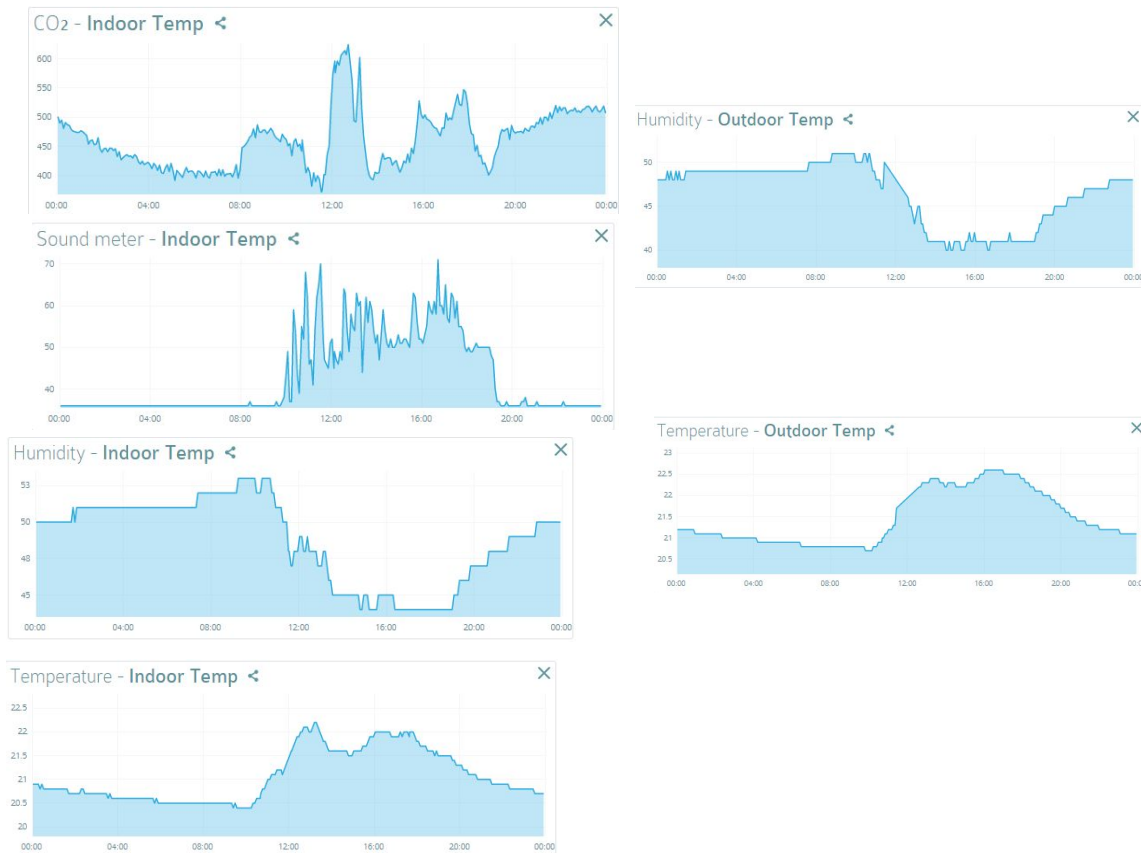 CO2 - Indoor Temp
600
550
500
450
400
00:00 04:00 08:00 12:00 16:00 20:00 00:00
Sound meter - Indoor Temp
70
60
50
40
00:00 04:00 08:00 12:00 16:00 20:00 00:00
Humidity - Indoor Temp
53
50
48
45
00:00 04:00 08:00 12:00 16:00 20:00 00:00
Temperature - Indoor Temp
22.5
22
21.5
21
20.5
20
00:00 04:00 08:00 12:00 16:00 20:00 00:00
Humidity - Outdoor Temp
50
45
40
00:00 04:00 08:00 12:00 16:00 20:00 00:0
Temperature - Outdoor Temp
23
22.5
22
21.5
21
20.5
00:00 04:00 08:00 12:00 16:00 20:00 00:0